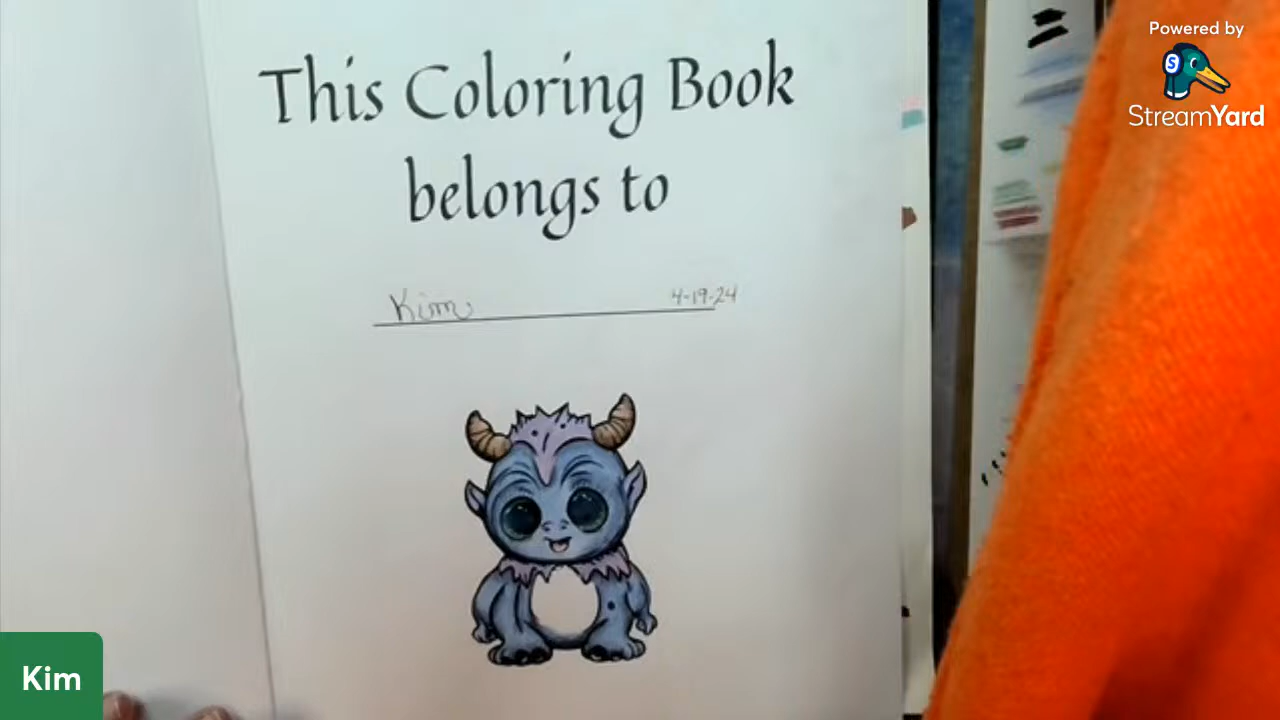 This Coloring Book
belongs to
Kim 4-19-24
Powered by
StreamYard
Kim